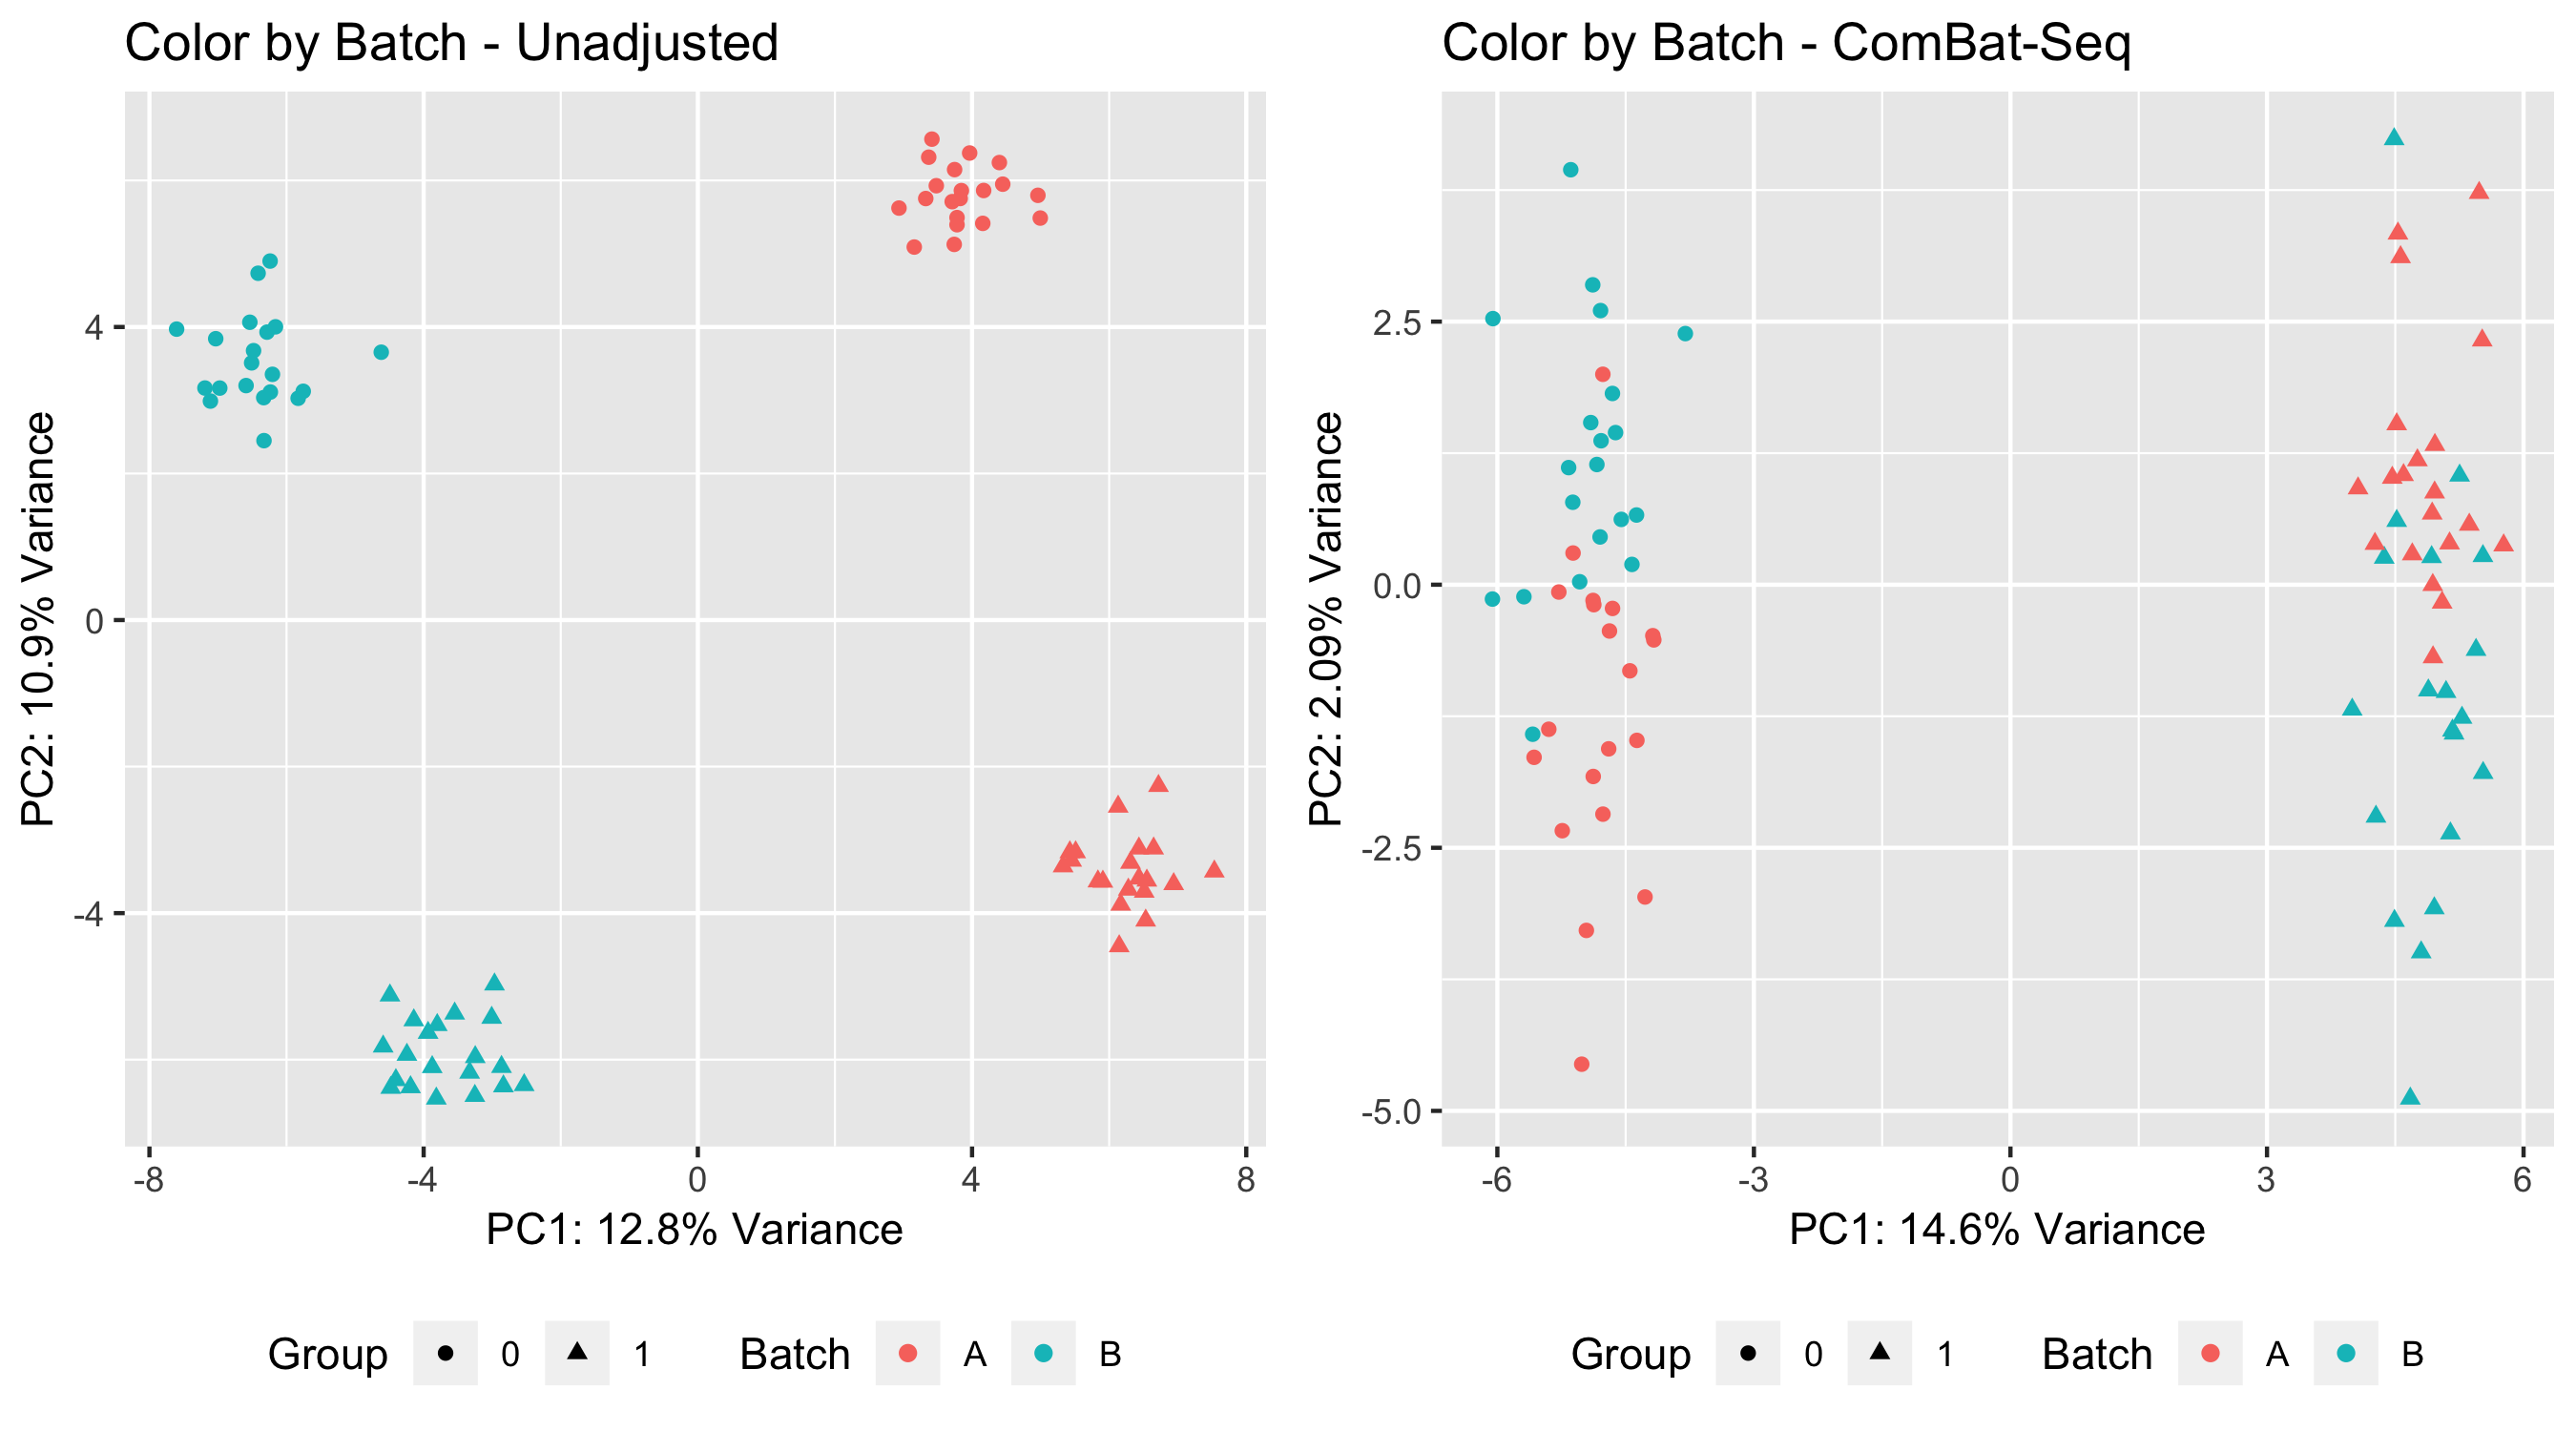 Color by Batch - Unadjusted
PC2: 10.9% Variance
4
0
-4
-8 -4 0 4 8
PC1: 12.8% Variance
Group 0 1 Batch A B
Color by Batch - ComBat-Seq
PC2: 2.09% Variance
2.5
0.0
-2.5
-5.0
-6 -3 0 3 6
PC1: 14.6% Variance
Group 0 1 Batch A B